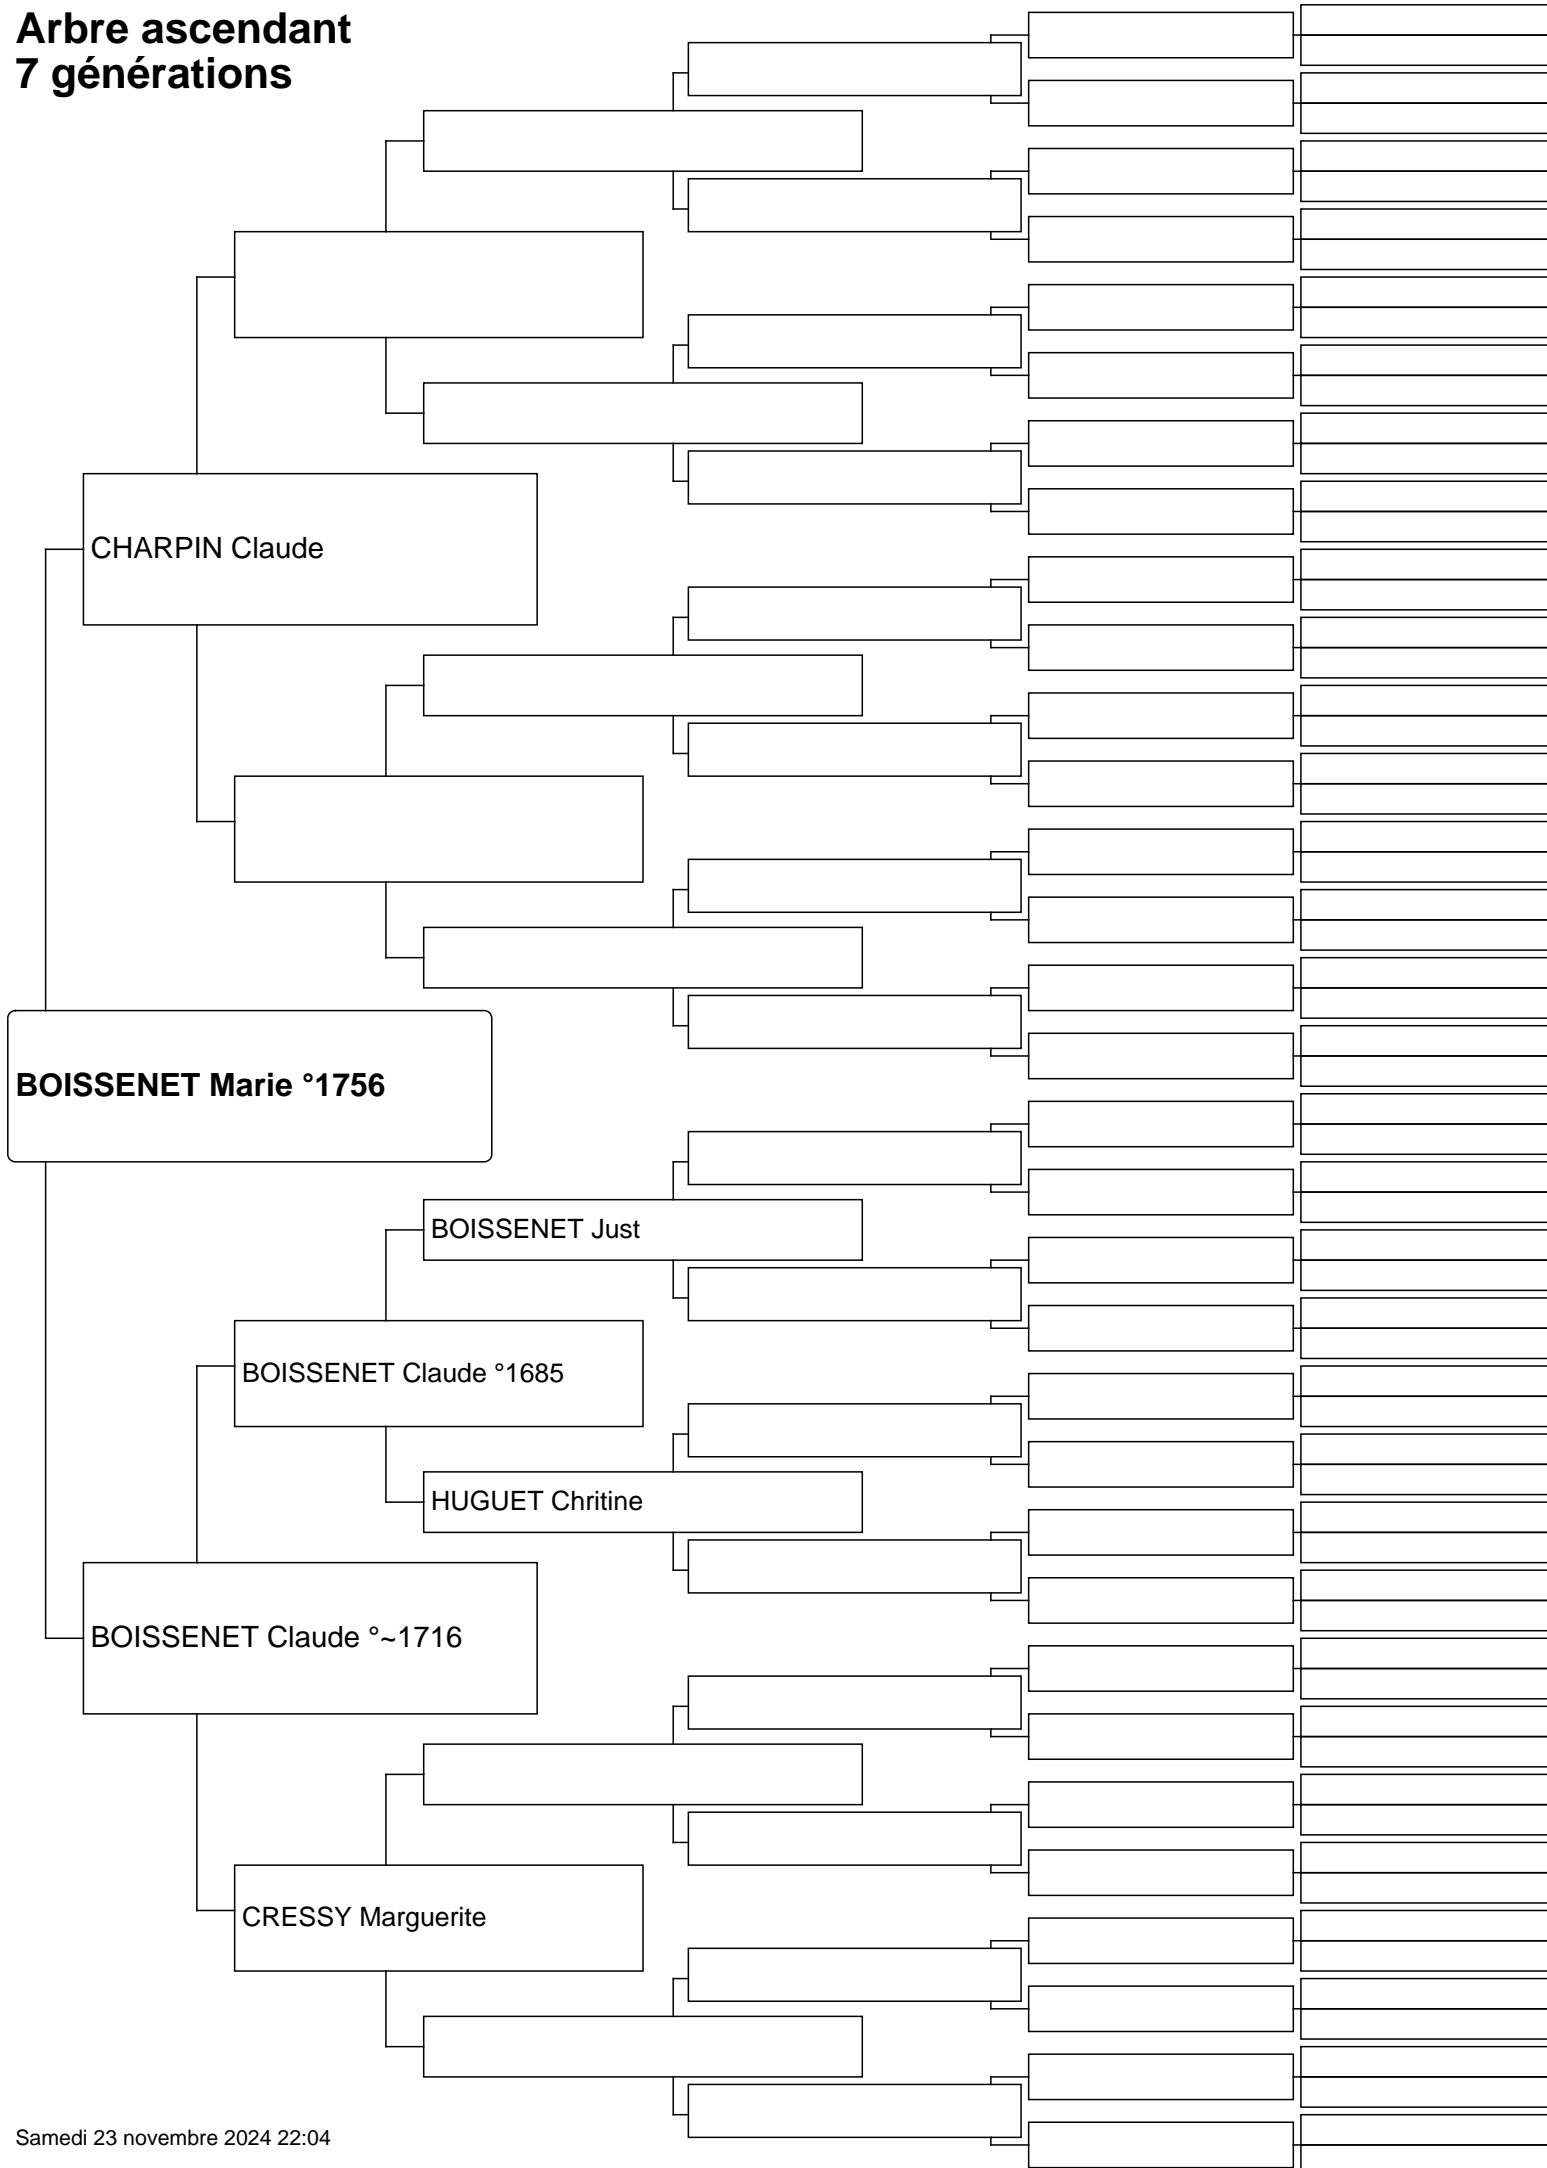 Arbre ascendant
7 générations
CHARPIN Claude
BOISSENET Marie °1756
BOISSENET Just
BOISSENET Claude °1685
HUGUET Chritine
BOISSENET Claude °~1716
CRESSY Marguerite
Samedi 23 novembre 2024 22:04